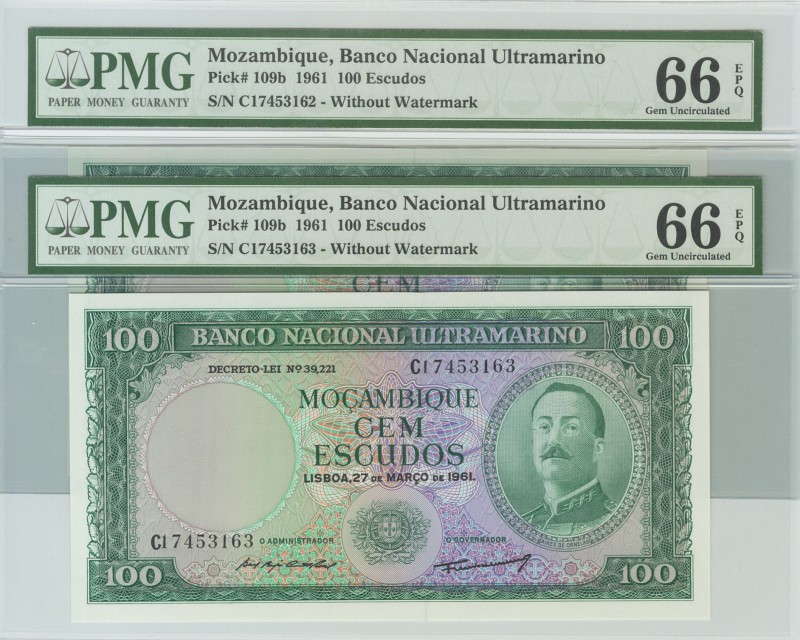 PMG
PAPER MONEY GUARANTY
Mozambique, Banco Nacional Ultramarino
Pick# 109b 1961 100 Escudos
S/N C17453162 - Without Watermark
66 EPQ
Gem Uncirculated
PMG
PAPER MONEY GUARANTY
Mozambique, Banco Nacional Ultramarino
Pick# 109b 1961 100 Escudos
S/N C17453163 - Without Watermark
66 EPQ
Gem Uncirculated
CEM
100 BANCO NACIONAL ULTRAMARINO 100
DECRETO-LEI Nº 39,221 C17453163
MOÇAMBIQUE
CEM
ESCUDOS
LISBOA, 27 DE MARÇO DE 1961.
C17453163 O ADMINISTRADOR O GOVERNADOR
100 100